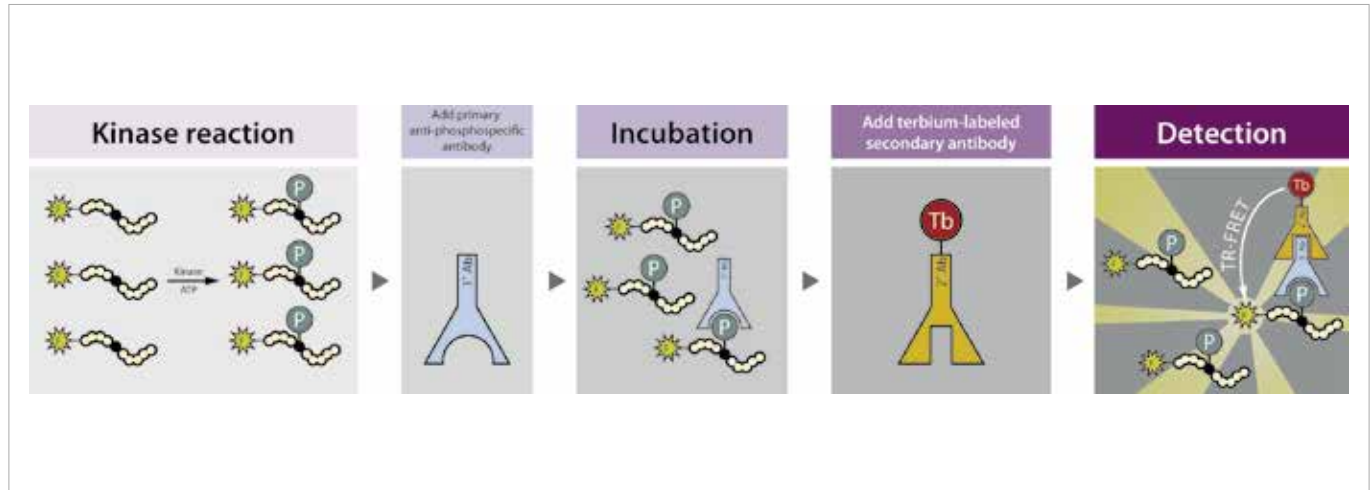 Kinase reaction
Add primary
anti-phosphospecific
antibody
Incubation
Add terbium-labeled
secondary antibody
Detection
P
P
P
Kinase
ATP
1° Ab
P
P
P
Tb
2° Ab
Tb
TR-FRET
P
P
P